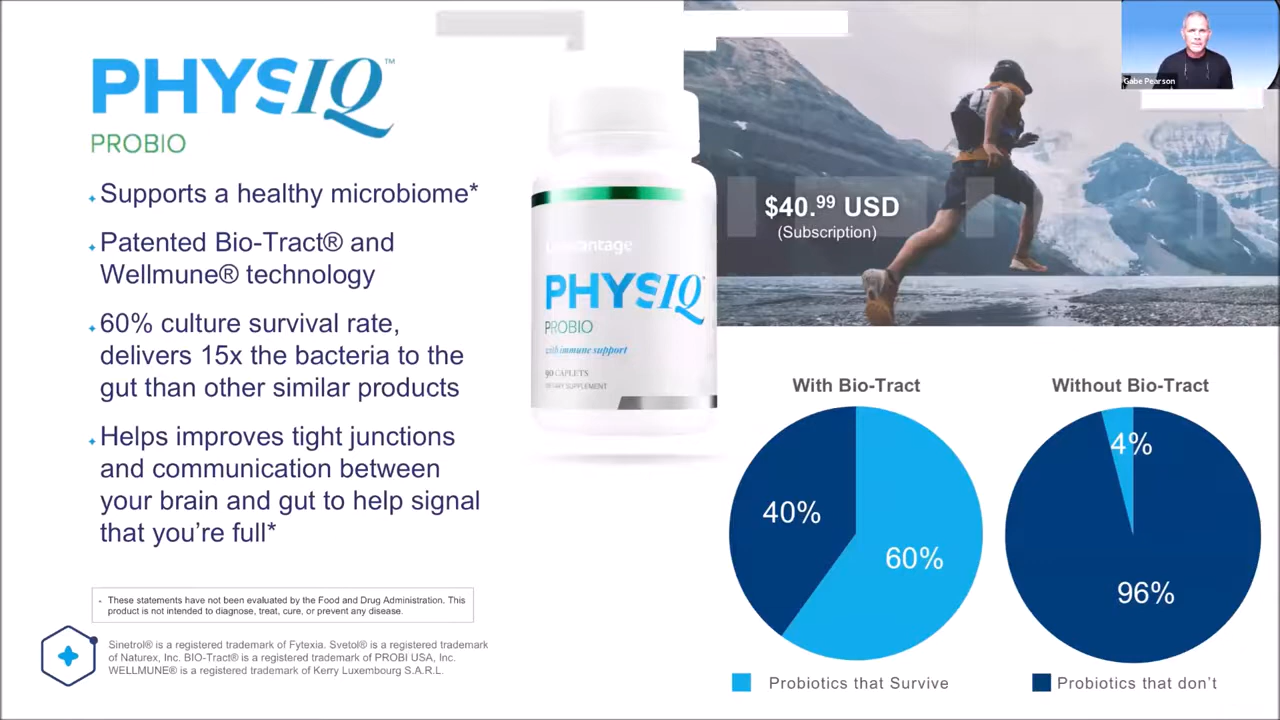 PHYSIQ™
PROBIO
Supports a healthy microbiome*
Patented Bio-Tract® and
Wellmune® technology
60% culture survival rate,
delivers 15x the bacteria to the
gut than other similar products
Helps improves tight junctions
and communication between
your brain and gut to help signal
that you’re full*
These statements have not been evaluated by the Food and Drug Administration. This
product is not intended to diagnose, treat, cure, or prevent any disease.
Sinetrol® is a registered trademark of Fytexia. Svetol® is a registered trademark
of Naturex, Inc. BIO-Tract® is a registered trademark of PROBI USA, Inc.
WELLMUNE® is a registered trademark of Kerry Luxembourg S.A.R.L.
PHYSIQ™
PROBIO
with immune support
90 CAPLETS
DIETARY SUPPLEMENT
$40.99 USD
(Subscription)
Gabe Pearson
With Bio-Tract
40%
60%
Without Bio-Tract
4%
96%
Probiotics that Survive
Probiotics that don’t